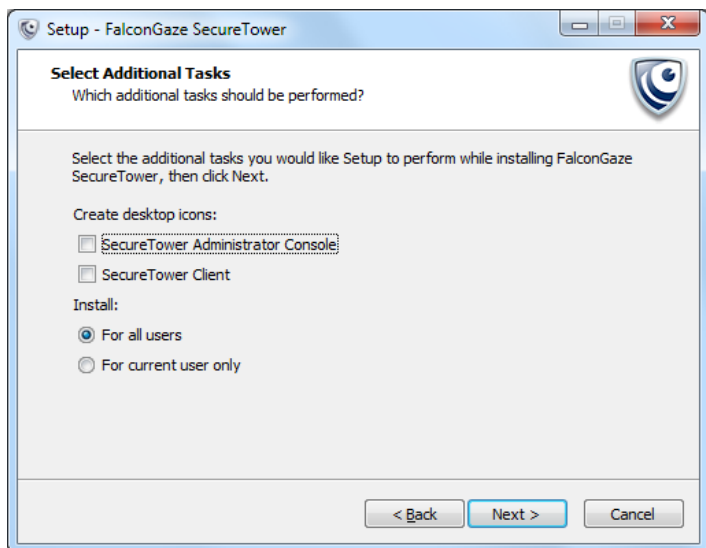 Setup - FalconGaze SecureTower
Select Additional Tasks
Which additional tasks should be performed?
Select the additional tasks you would like Setup to perform while installing FalconGaze
SecureTower, then click Next.
Create desktop icons:
SecureTower Administrator Console
SecureTower Client
Install:
For all users
For current user only
< Back
Next >
Cancel